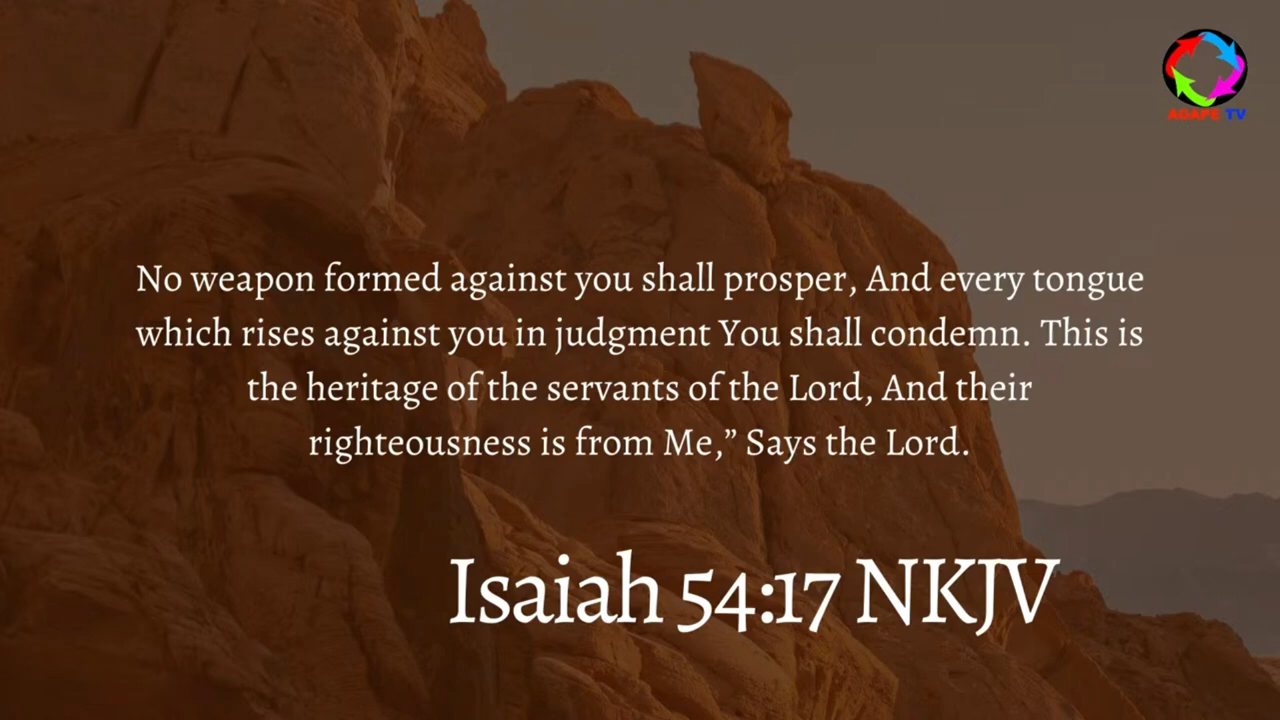 AGAPE TV
No weapon formed against you shall prosper, And every tongue
which rises against you in judgment You shall condemn. This is
the heritage of the servants of the Lord, And their
righteousness is from Me,” Says the Lord.
Isaiah 54:17 NKJV